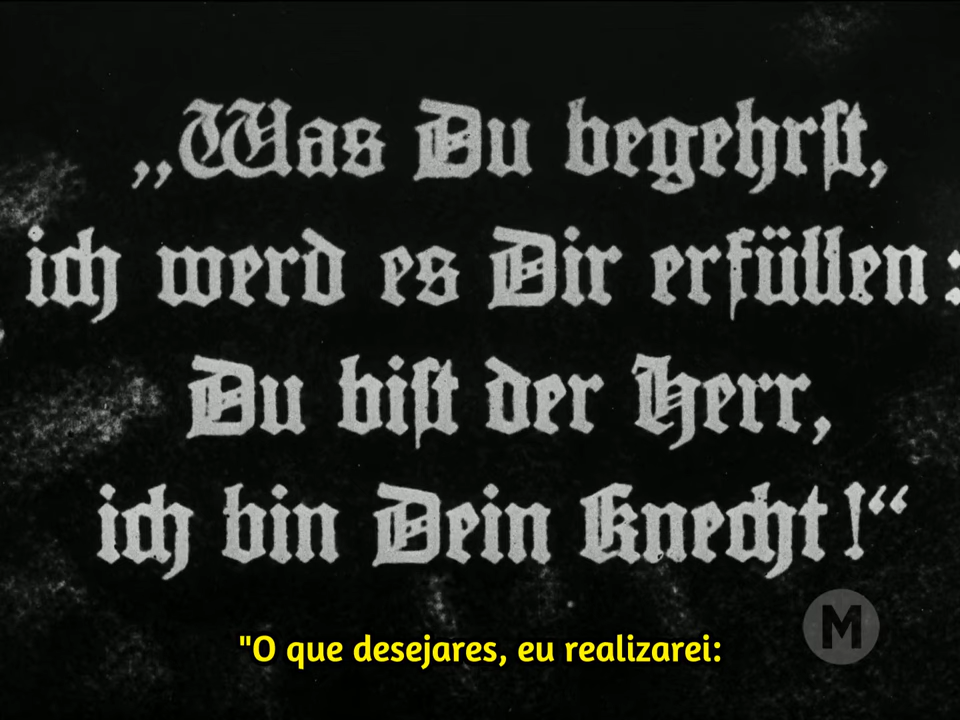 „Was Du begehrſt,
ich werd es Dir erfüllen:
Du biſt der Herr,
ich bin Dein Knecht!“
M
"O que desejares, eu realizarei: